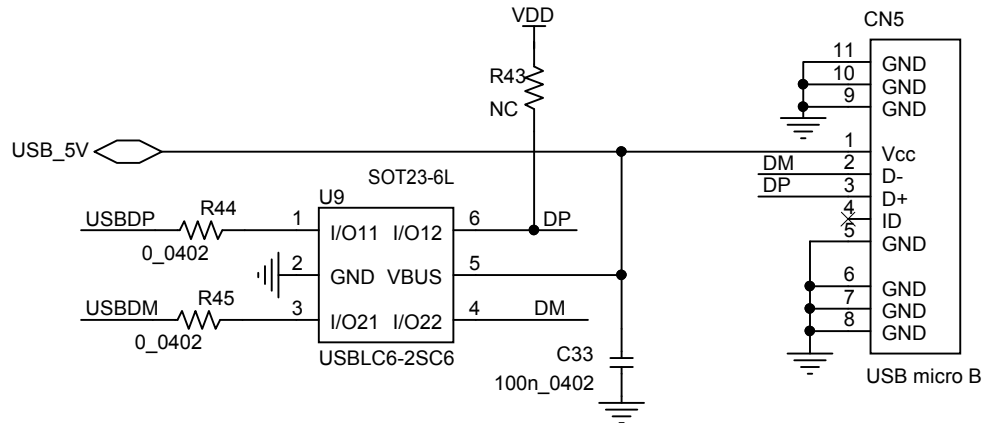 VDD
CN5
R43
NC
11 GND
10 GND
9 GND
USB_5V
1 Vcc
DM 2 D-
DP 3 D+
4 ID
5 GND
6 GND
7 GND
8 GND
USB micro B
SOT23-6L
U9
USBDP R44 1 I/O11 I/O12 6 DP
0_0402
2 GND VBUS 5
USBDM R45 3 I/O21 I/O22 4 DM
0_0402
USBLC6-2SC6
C33
100n_0402